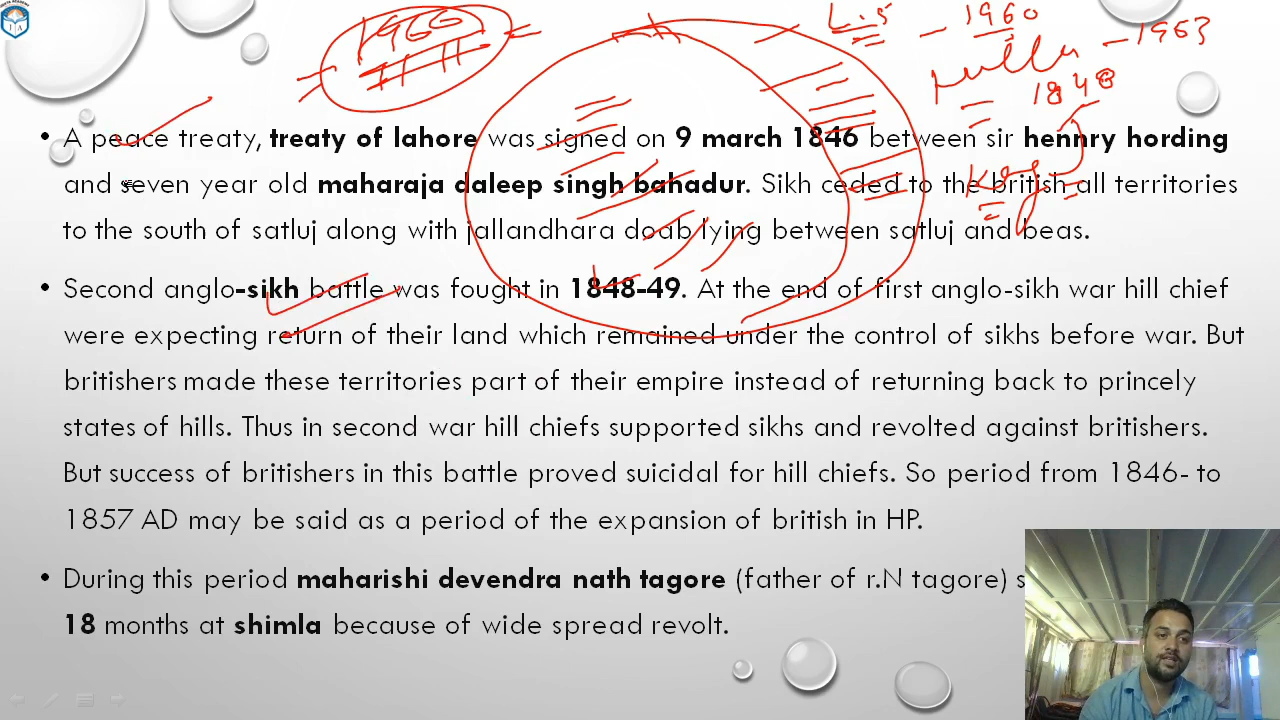 1966
L.S - 1960
- 1963
1848
• A peace treaty, treaty of lahore was signed on 9 march 1846 between sir hennry hording
and seven year old maharaja daleep singh bahadur. Sikh ceded to the british all territories
to the south of satluj along with jallandhara doab lying between satluj and beas.
• Second anglo-sikh battle was fought in 1848-49. At the end of first anglo-sikh war hill chief
were expecting return of their land which remained under the control of sikhs before war. But
britishers made these territories part of their empire instead of returning back to princely
states of hills. Thus in second war hill chiefs supported sikhs and revolted against britishers.
But success of britishers in this battle proved suicidal for hill chiefs. So period from 1846- to
1857 AD may be said as a period of the expansion of british in HP.
• During this period maharishi devendra nath tagore (father of r.N tagore)
18 months at shimla because of wide spread revolt.